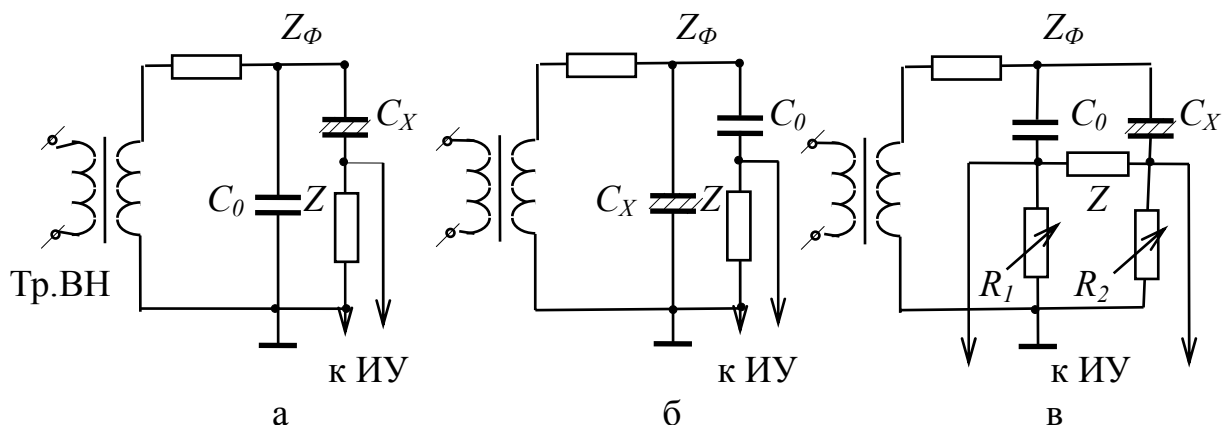 Z_Ф Z_Ф Z_Ф
C_X C_0 C_0 C_X
C_0 Z C_X Z Z
Тр.ВН R_1 R_2
к ИУ к ИУ к ИУ
а б в